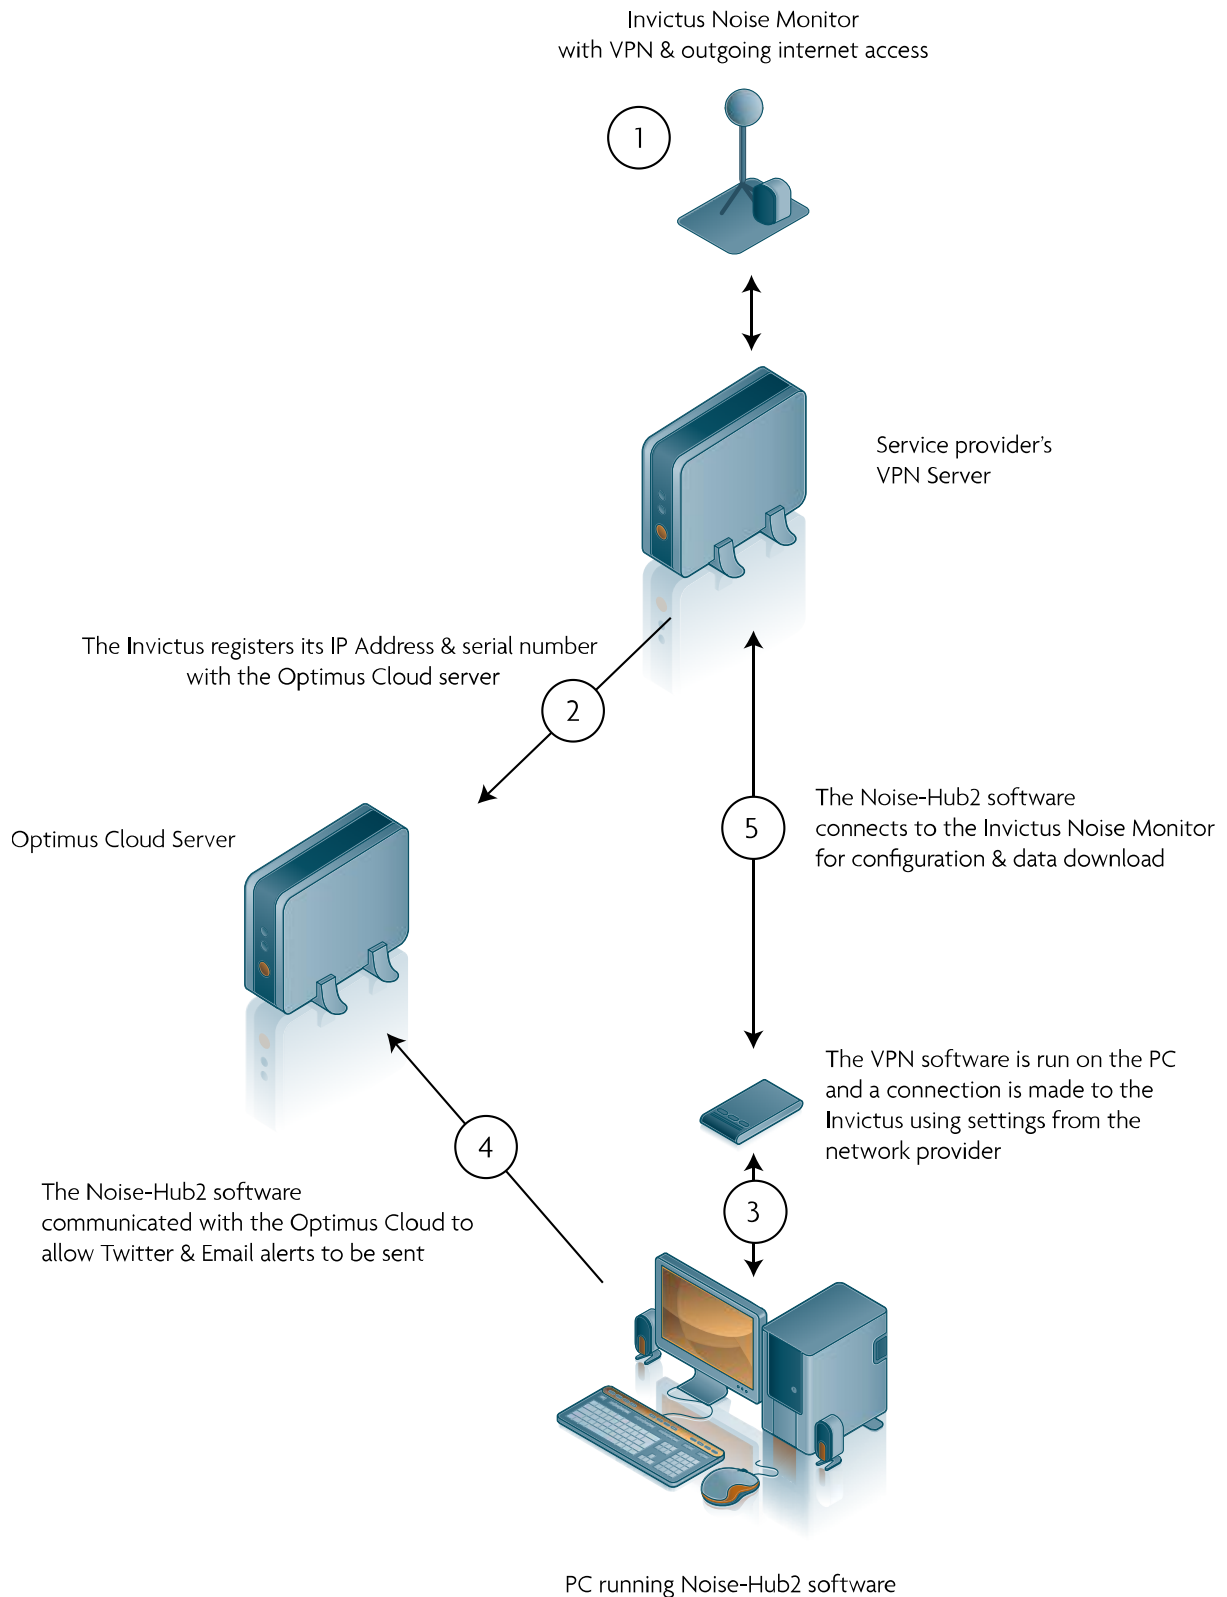 Invictus Noise Monitor
with VPN & outgoing internet access
1
Service provider's
VPN Server
The Invictus registers its IP Address & serial number
with the Optimus Cloud server
2
Optimus Cloud Server
5
The Noise-Hub2 software
connects to the Invictus Noise Monitor
for configuration & data download
The VPN software is run on the PC
and a connection is made to the
Invictus using settings from the
network provider
4
3
The Noise-Hub2 software
communicated with the Optimus Cloud to
allow Twitter & Email alerts to be sent
PC running Noise-Hub2 software